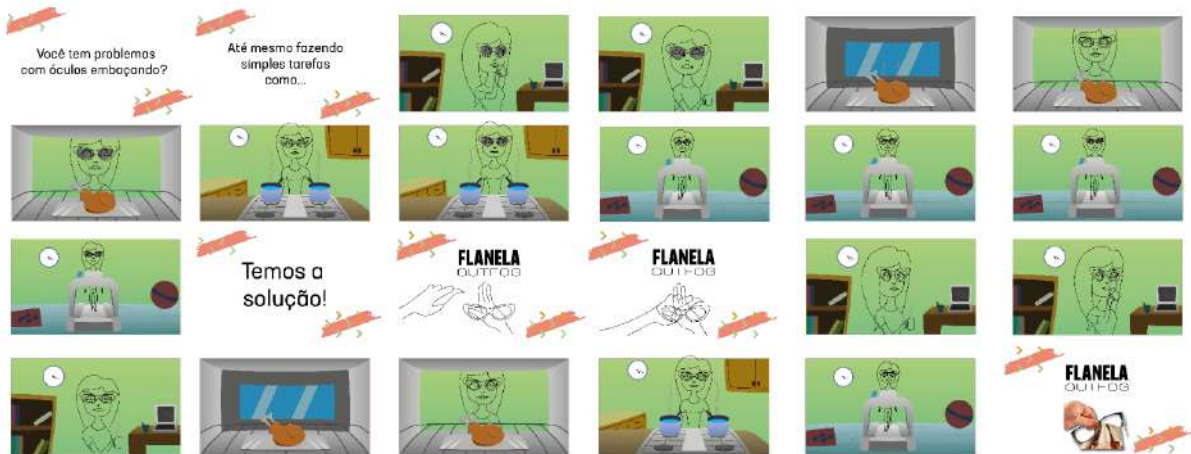 Você tem problemas
com óculos embaçando?
Até mesmo fazendo
simples tarefas
como...
Temos a
solução!
FLANELA
OUTFOG
FLANELA
OUTFOG
FLANELA
OUTFOG